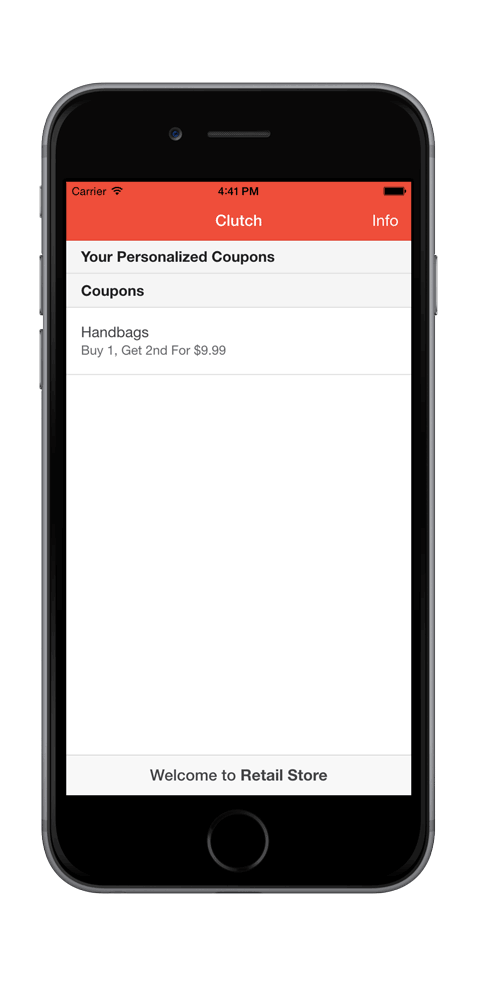 Carrier 4:41 PM
Clutch Info
Your Personalized Coupons
Coupons
Handbags
Buy 1, Get 2nd For $9.99
Welcome to Retail Store